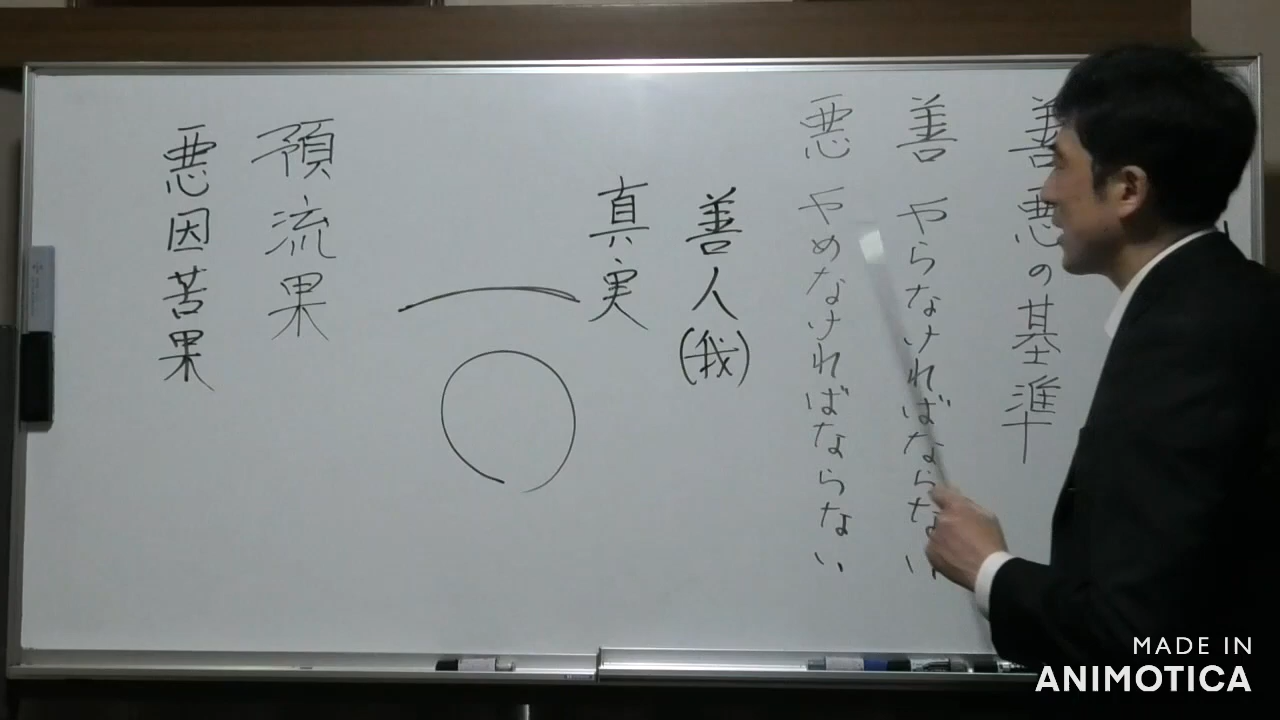 善悪の基準
善 やらなければならない
悪 やめなければならない
善人(我)
真実
預流果
悪因苦果
MADE IN
ANIMOTICA